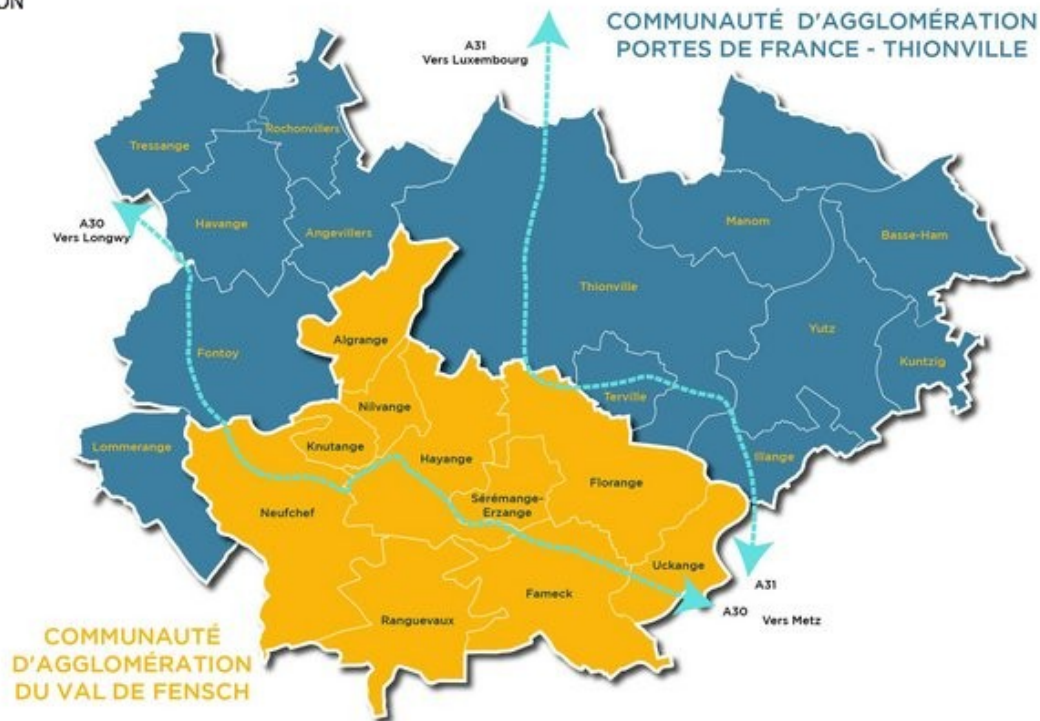 COMMUNAUTÉ D'AGGLOMÉRATION
PORTES DE FRANCE - THIONVILLE
A31
Vers Luxembourg
Rochonvillers
Tressange
A30
Vers Longwy
Havange
Angevillers
Manom
Basse-Ham
Thionville
Yutz
Algrange
Fontoy
Kuntzig
Terville
Nilvange
Lommerange
Knutange
Hayange
Illange
Florange
Sérémange-
Erzange
Neufchef
Uckange
A31
Fameck
A30
Vers Metz
Ranguevaux
COMMUNAUTÉ
D'AGGLOMÉRATION
DU VAL DE FENSCH